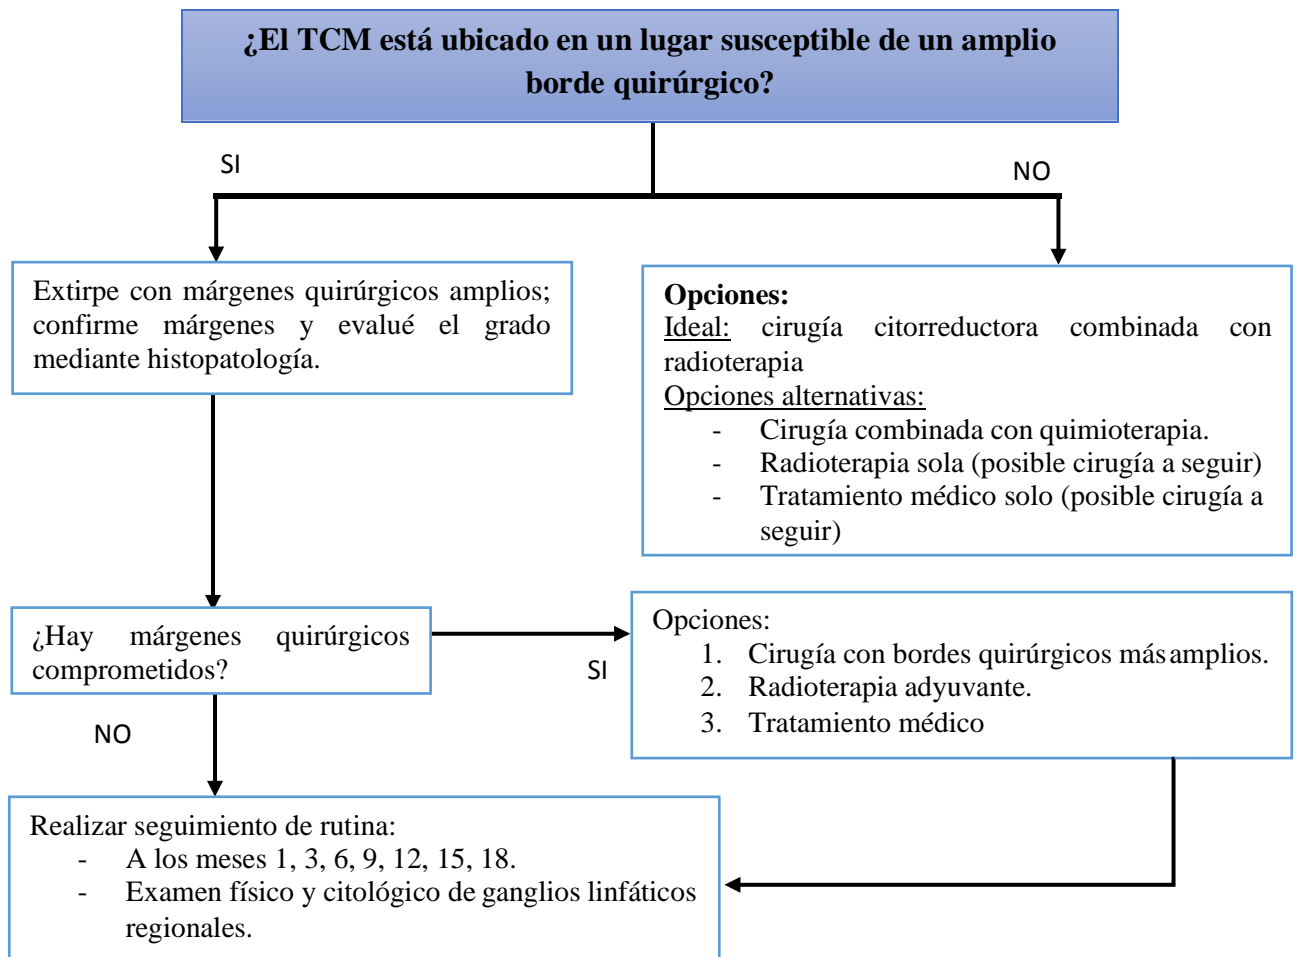 ¿El TCM está ubicado en un lugar susceptible de un amplio
borde quirúrgico?
SI
NO
Extirpe con márgenes quirúrgicos amplios;
confirme márgenes y evalué el grado
mediante histopatología.
Opciones:
Ideal: cirugía citorreductora combinada con
radioterapia
Opciones alternativas:
- Cirugía combinada con quimioterapia.
- Radioterapia sola (posible cirugía a seguir)
- Tratamiento médico solo (posible cirugía a
seguir)
¿Hay márgenes quirúrgicos
comprometidos?
SI
NO
Opciones:
1. Cirugía con bordes quirúrgicos más amplios.
2. Radioterapia adyuvante.
3. Tratamiento médico
Realizar seguimiento de rutina:
- A los meses 1, 3, 6, 9, 12, 15, 18.
- Examen físico y citológico de ganglios linfáticos
regionales.